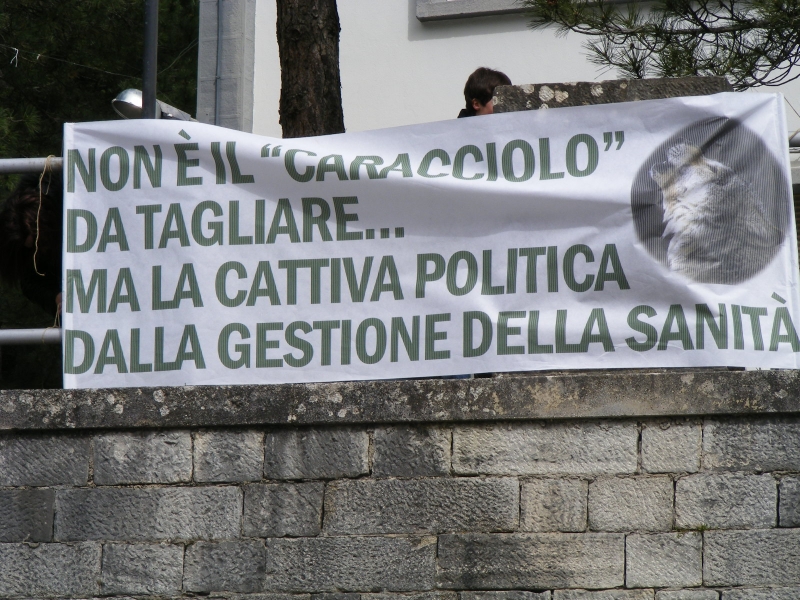 NON È IL “CARACCIOLO”
DA TAGLIARE...
MA LA CATTIVA POLITICA
DALLA GESTIONE DELLA SANITÀ